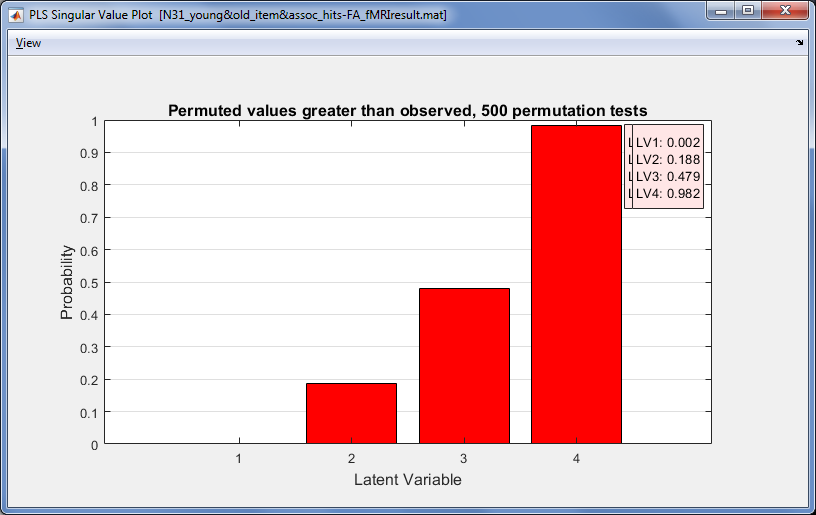 PLS Singular Value Plot [N31_young&old_item&assoc_hits-FA_fMRIresult.mat]
View
Permuted values greater than observed, 500 permutation tests
1
0.9
0.8
0.7
0.6
0.5
0.4
0.3
0.2
0.1
0
Probability
L LV1: 0.002
L LV2: 0.188
L LV3: 0.479
L LV4: 0.982
1 2 3 4
Latent Variable